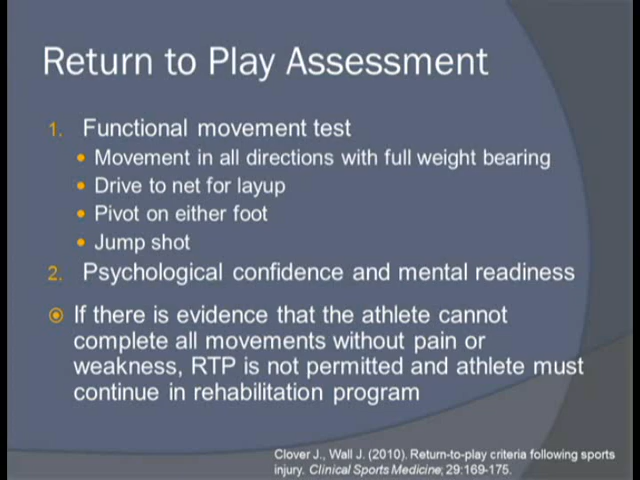 Return to Play Assessment
1. Functional movement test
• Movement in all directions with full weight bearing
• Drive to net for layup
• Pivot on either foot
• Jump shot
2. Psychological confidence and mental readiness
If there is evidence that the athlete cannot
complete all movements without pain or
weakness, RTP is not permitted and athlete must
continue in rehabilitation program
Clover J., Wall J. (2010). Return-to-play criteria following sports
injury. Clinical Sports Medicine; 29:169-175.